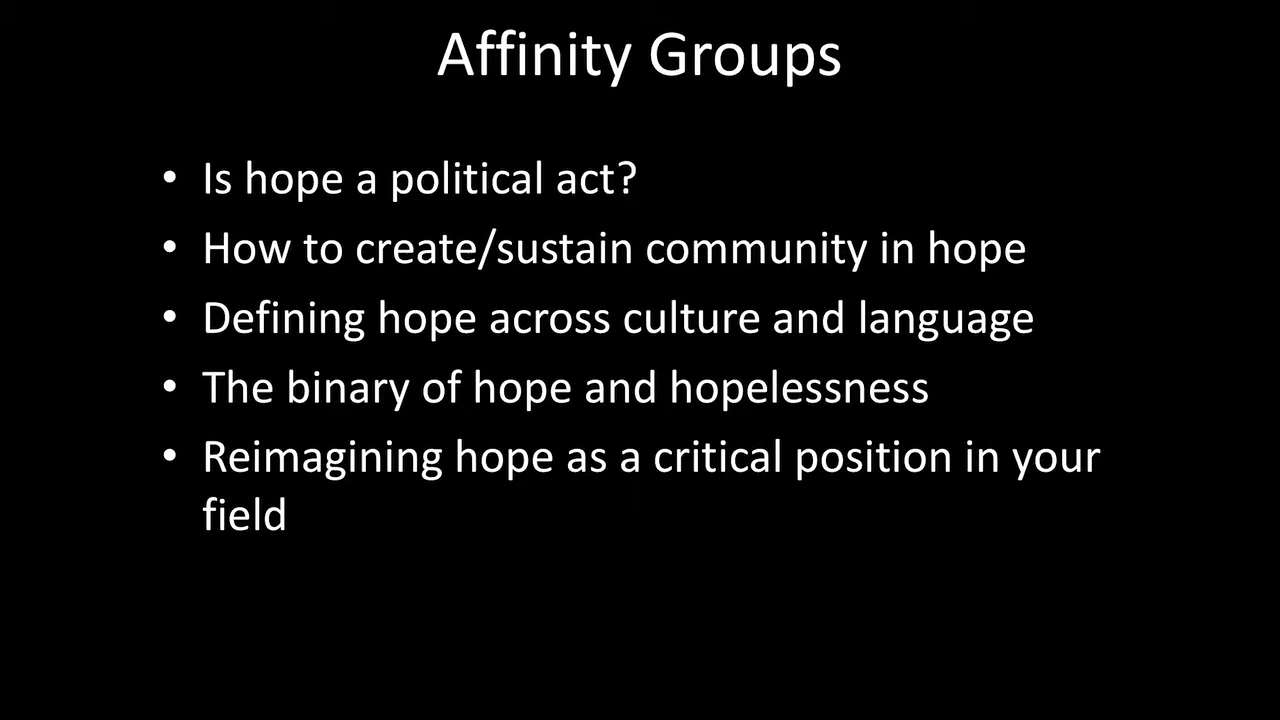 Affinity Groups
• Is hope a political act?
• How to create/sustain community in hope
• Defining hope across culture and language
• The binary of hope and hopelessness
• Reimagining hope as a critical position in your
field